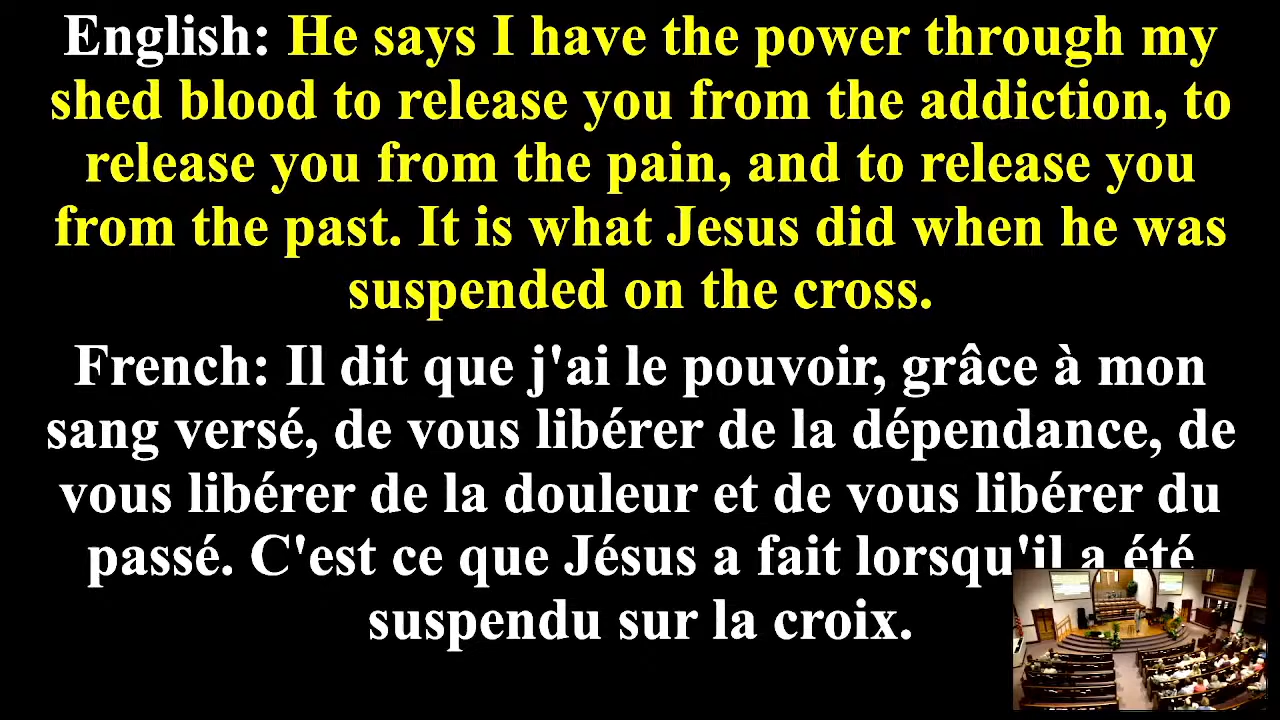 English: He says I have the power through my
shed blood to release you from the addiction, to
release you from the pain, and to release you
from the past. It is what Jesus did when he was
suspended on the cross.
French: Il dit que j'ai le pouvoir, grâce à mon
sang versé, de vous libérer de la dépendance, de
vous libérer de la douleur et de vous libérer du
passé. C'est ce que Jésus a fait lorsqu'il a été
suspendu sur la croix.